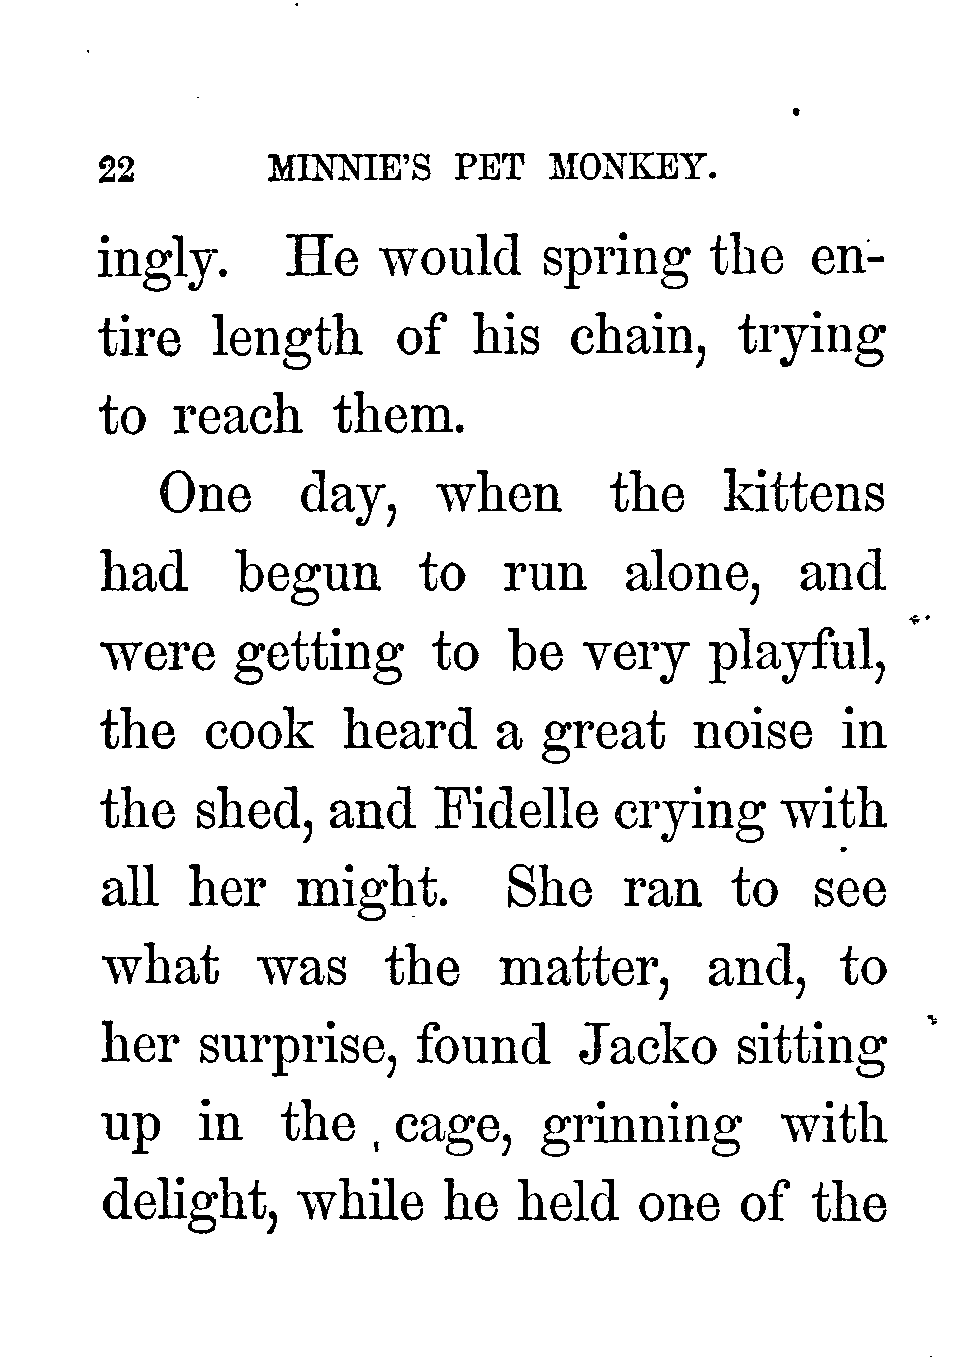 22 MINNIE'S PET MONKEY.
ingly. He would spring the en-
tire length of his chain, trying
to reach them.
One day, when the kittens
had begun to run alone, and
were getting to be very playful,
the cook heard a great noise in
the shed, and Fidelle crying with
all her might. She ran to see
what was the matter, and, to
her surprise, found Jacko sitting
up in the cage, grinning with
delight, while he held one of the